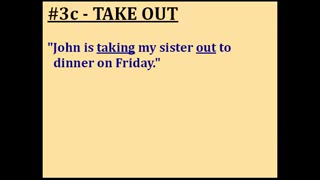 #3c - TAKE OUT
"John is taking my sister out to
dinner on Friday."